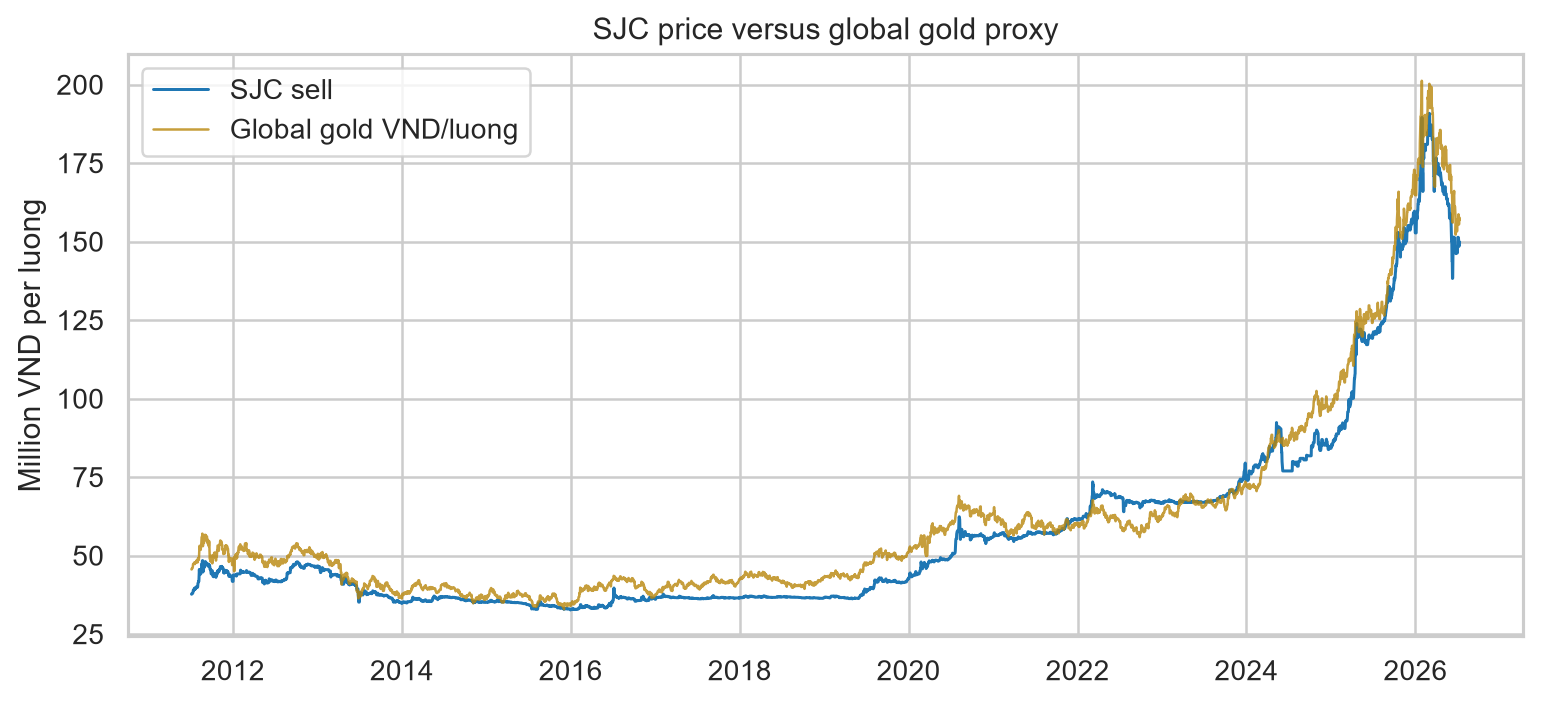 SJC price versus global gold proxy
SJC sell
Global gold VND/luong
Million VND per luong
200
175
150
125
100
75
50
25
2012 2014 2016 2018 2020 2022 2024 2026